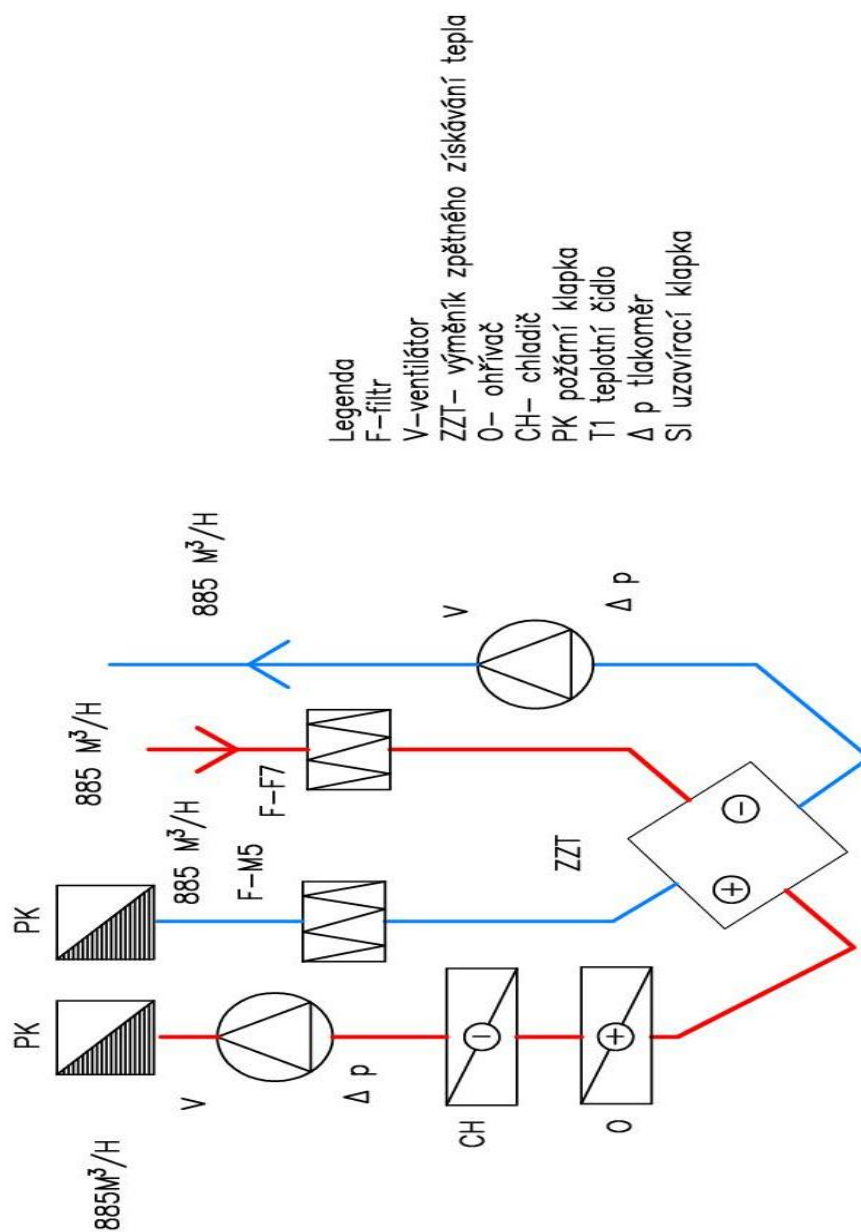 885M³/H
PK
PK
V
Δ p
CH
O
885 M³/H
F-M5
885 M³/H
F-F7
ZZT
885 M³/H
V
Δ p
Legenda
F-filtr
V-ventilátor
ZZT- výměník zpětného získávání tepla
O- ohřívač
CH- chladič
PK požární klapka
T1 teplotní čidlo
Δ p tlakoměr
SI uzavírací klapka